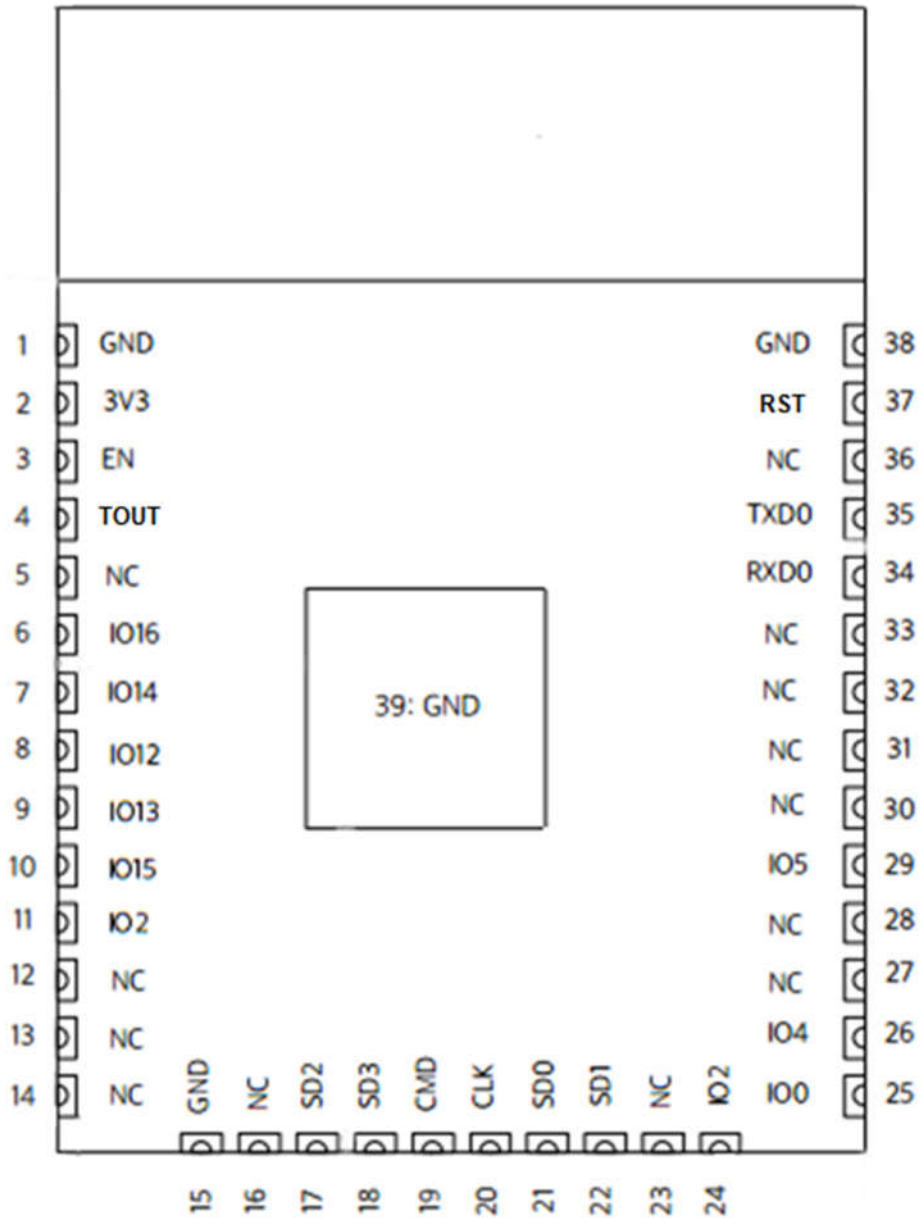 1 GND GND 38
2 3V3 RST 37
3 EN NC 36
4 TOUT TXD0 35
5 NC RXD0 34
6 IO16 NC 33
7 IO14 NC 32
39: GND
8 IO12 NC 31
9 IO13 NC 30
10 IO15 IO5 29
11 IO2 NC 28
12 NC NC 27
13 NC IO4 26
14 NC IO0 25
GND NC SD2 SD3 CMD CLK SD0 SD1 NC IO2
15 16 17 18 19 20 21 22 23 24